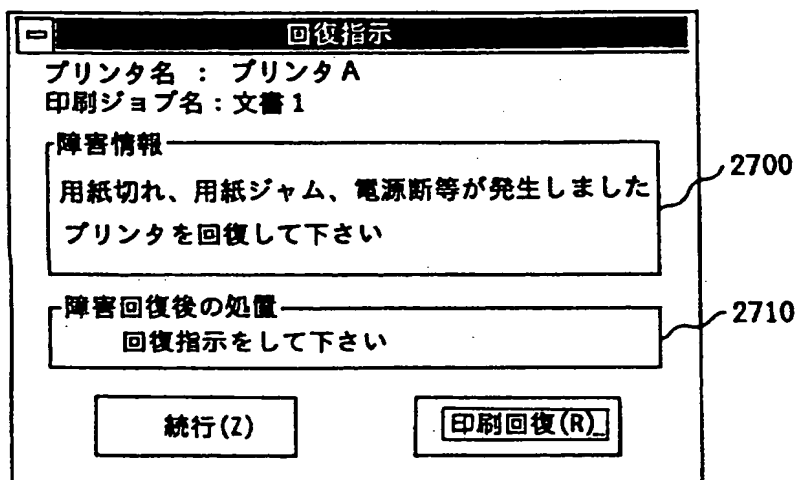 回復指示
プリンタ名 : プリンタA
印刷ジョブ名:文書1
障害情報
用紙切れ、用紙ジャム、電源断等が発生しました
プリンタを回復して下さい
2700
障害回復後の処置
回復指示をして下さい
2710
続行(Z)
印刷回復(R)